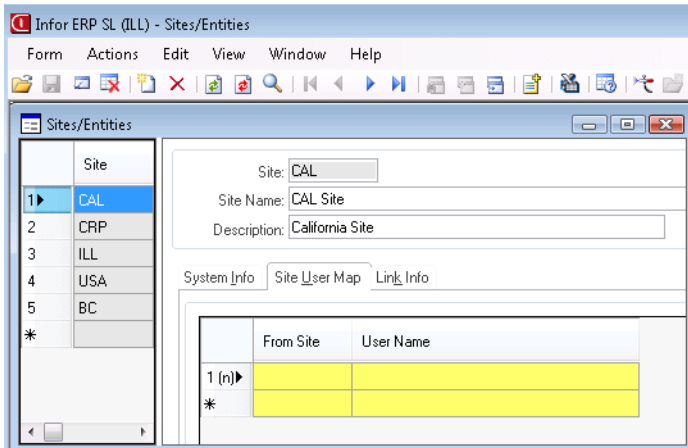 Infor ERP SL (ILL) - Sites/Entities
Form Actions Edit View Window Help
Sites/Entities
Site
1 CAL
2 CRP
3 ILL
4 USA
5 BC
*
Site: CAL
Site Name: CAL Site
Description: California Site
System Info Site User Map Link Info
From Site User Name
1 (n)
*